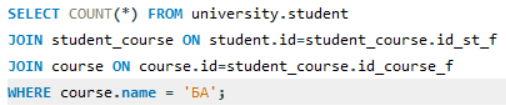 SELECT COUNT(*) FROM university.student
JOIN student_course ON student.id=student_course.id_st_f
JOIN course ON course.id=student_course.id_course_f
WHERE course.name = 'БА';